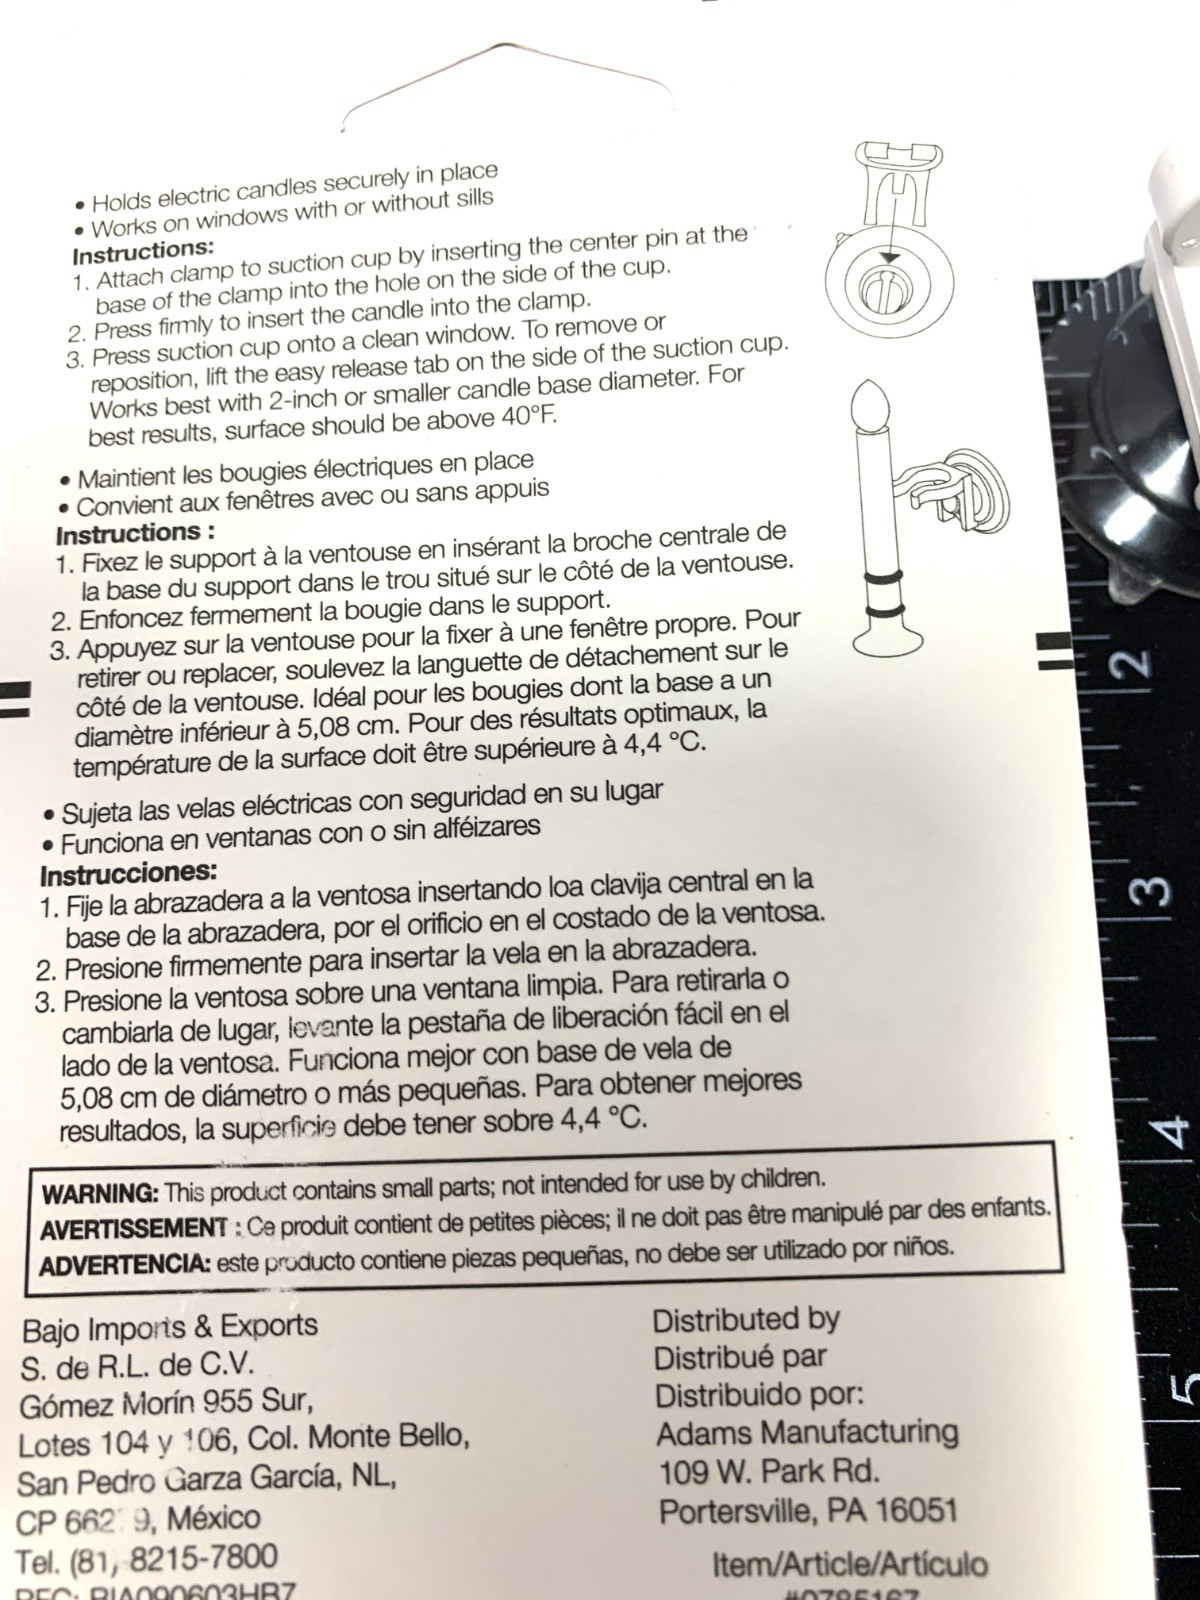 • Holds electric candles securely in place
• Works on windows with or without sills
Instructions:
1. Attach clamp to suction cup by inserting the center pin at the
base of the clamp into the hole on the side of the cup.
2. Press firmly to insert the candle into the clamp.
3. Press suction cup onto a clean window. To remove or
reposition, lift the easy release tab on the side of the suction cup.
Works best with 2-inch or smaller candle base diameter. For
best results, surface should be above 40°F.
• Maintient les bougies électriques en place
• Convient aux fenêtres avec ou sans appuis
Instructions :
1. Fixez le support à la ventouse en insérant la broche centrale de
la base du support dans le trou situé sur le côté de la ventouse.
2. Enfoncez fermement la bougie dans le support.
3. Appuyez sur la ventouse pour la fixer à une fenêtre propre. Pour
retirer ou replacer, soulevez la languette de détachement sur le
côté de la ventouse. Idéal pour les bougies dont la base a un
diamètre inférieur à 5,08 cm. Pour des résultats optimaux, la
température de la surface doit être supérieure à 4,4 °C.
• Sujeta las velas eléctricas con seguridad en su lugar
• Funciona en ventanas con o sin alféizares
Instrucciones:
1. Fije la abrazadera a la ventosa insertando loa clavija central en la
base de la abrazadera, por el orificio en el costado de la ventosa.
2. Presione firmemente para insertar la vela en la abrazadera.
3. Presione la ventosa sobre una ventana limpia. Para retirarla o
cambiarla de lugar, levante la pestaña de liberación fácil en el
lado de la ventosa. Funciona mejor con base de vela de
5,08 cm de diámetro o más pequeñas. Para obtener mejores
resultados, la superficie debe tener sobre 4,4 °C.
WARNING: This product contains small parts; not intended for use by children.
AVERTISSEMENT : Ce produit contient de petites pièces; il ne doit pas être manipulé par des enfants.
ADVERTENCIA: este producto contiene piezas pequeñas, no debe ser utilizado por niños.
Bajo Imports & Exports
S. de R.L. de C.V.
Gómez Morín 955 Sur,
Lotes 104 y 106, Col. Monte Bello,
San Pedro Garza García, NL,
CP México
Tel. (81) 8215-7800
RFC: BIA090603HR7
Distributed by
Distribué par
Distribuido por:
Adams Manufacturing
109 W. Park Rd.
Portersville, PA 16051
Item/Article/Artículo
#0785167
2
3
4
5